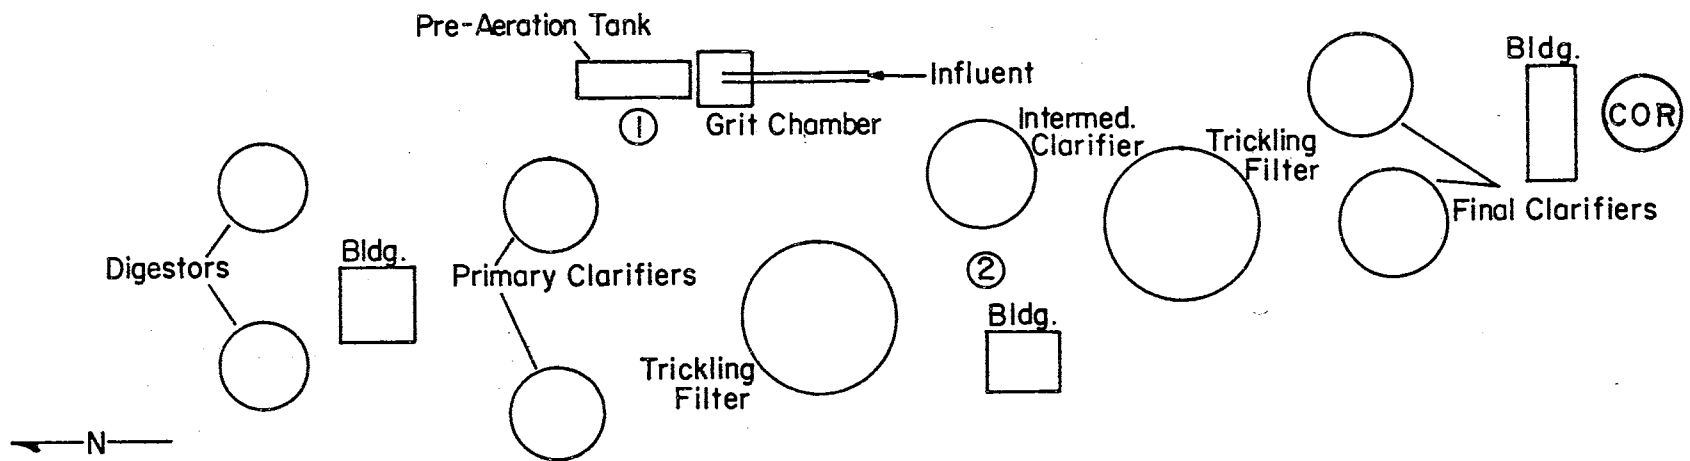 Pre-Aeration Tank
Influent
①
Grit Chamber
Intermed.
Clarifier
Trickling
Filter
Bldg.
COR
Final Clarifiers
Digestors
Bldg.
Primary Clarifiers
②
Bldg.
Trickling
Filter
N